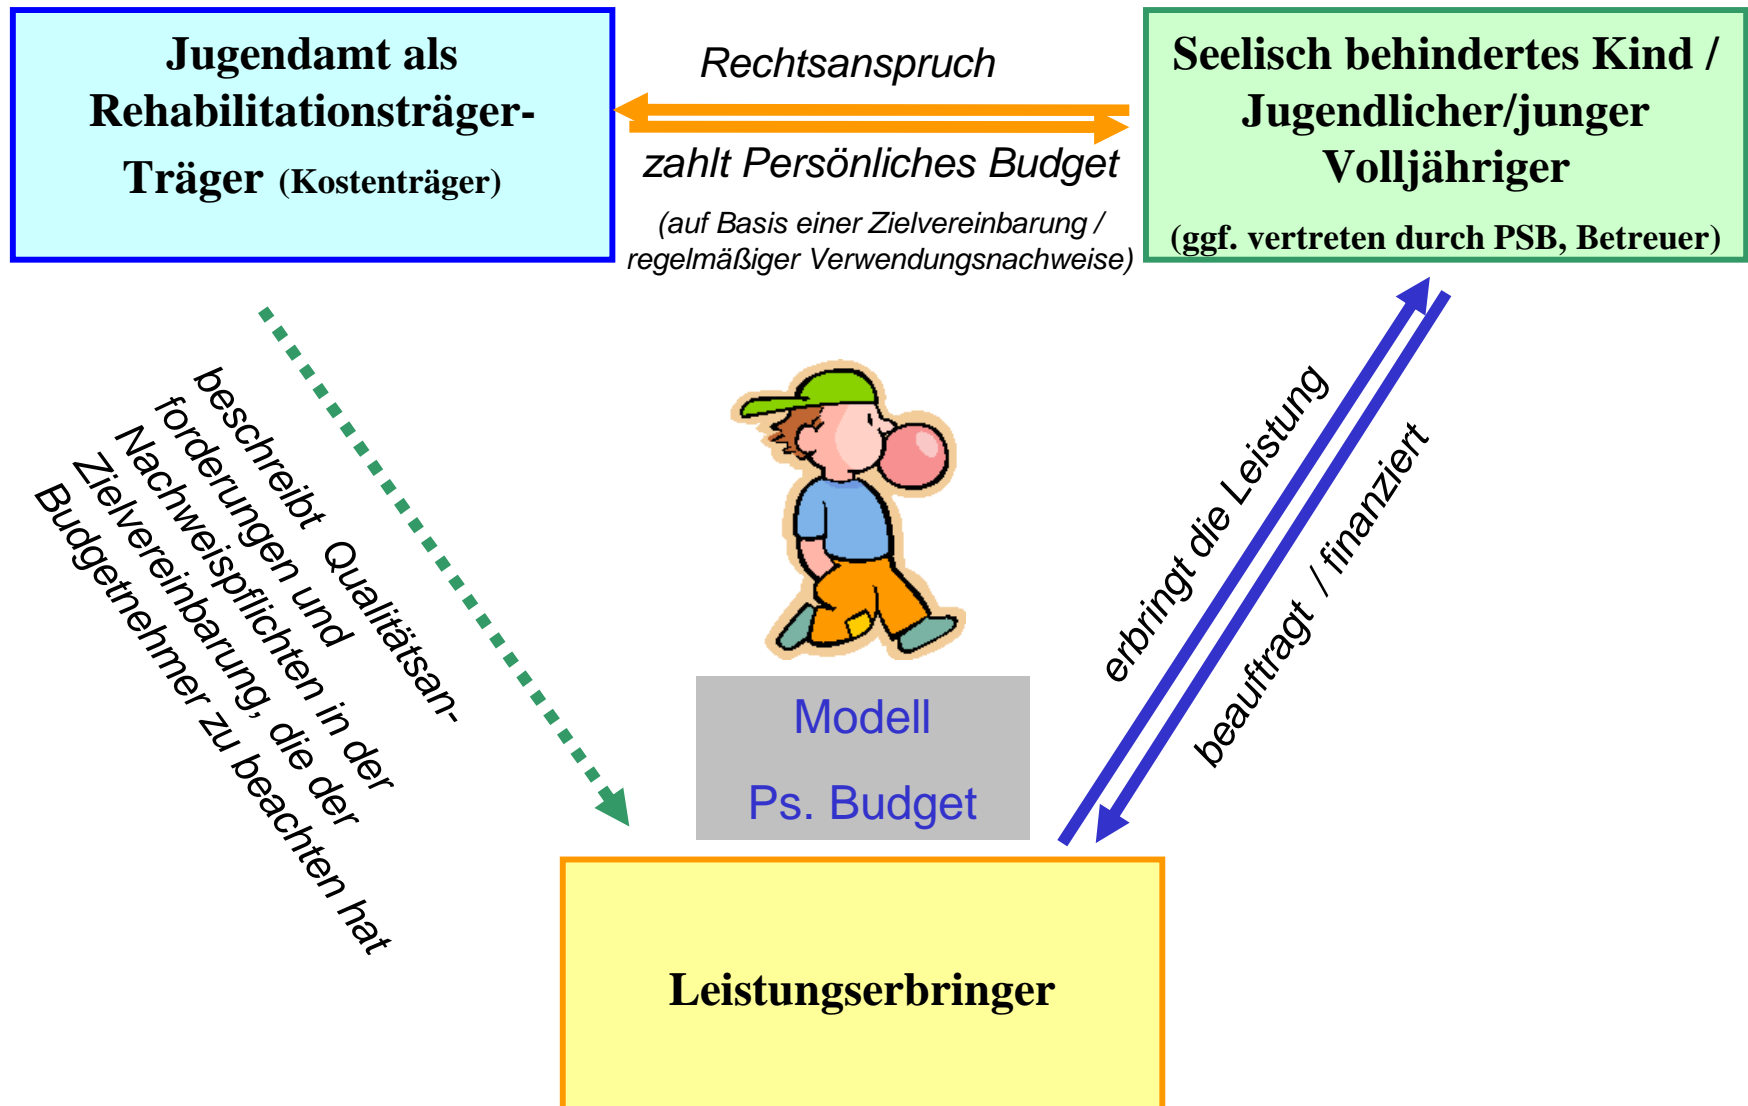 Jugendamt als
Rehabilitationsträger-
Träger (Kostenträger)
Rechtsanspruch
zahlt Persönliches Budget
(auf Basis einer Zielvereinbarung /
regelmäßiger Verwendungsnachweise)
Seelisch behindertes Kind /
Jugendlicher/junger
Volljähriger
(ggf. vertreten durch PSB, Betreuer)
beschreibt Qualitätsan-
forderungen und
Nachweispflichten in der
Zielvereinbarung, die der
Budgetnehmer zu beachten hat
erbringt die Leistung
beauftragt / finanziert
Modell
Ps. Budget
Leistungserbringer